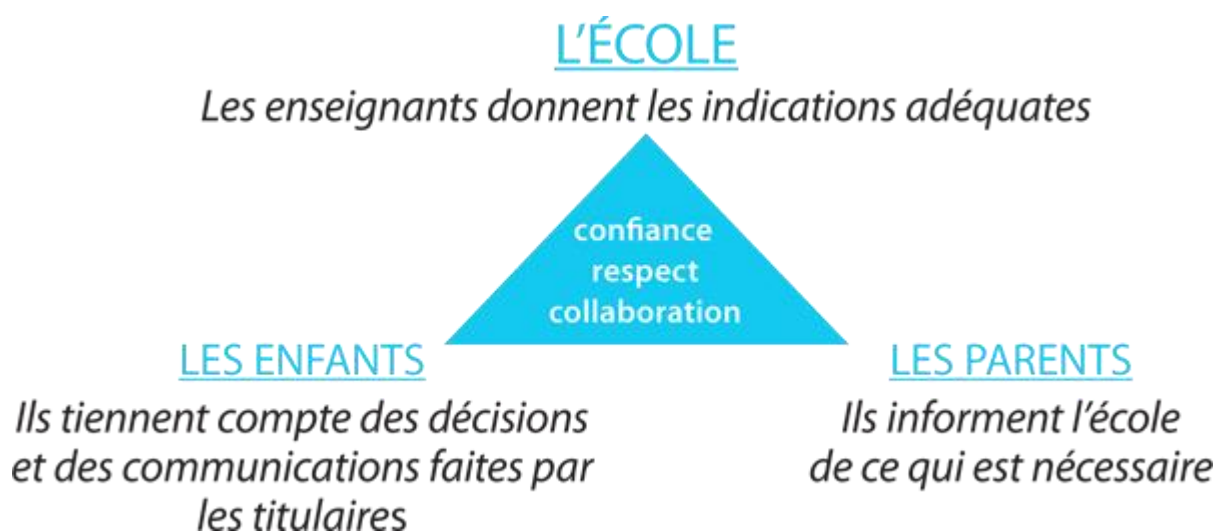 L'ÉCOLE
Les enseignants donnent les indications adéquates
confiance
respect
collaboration
LES ENFANTS
Ils tiennent compte des décisions
et des communications faites par
les titulaires
LES PARENTS
Ils informent l'école
de ce qui est nécessaire